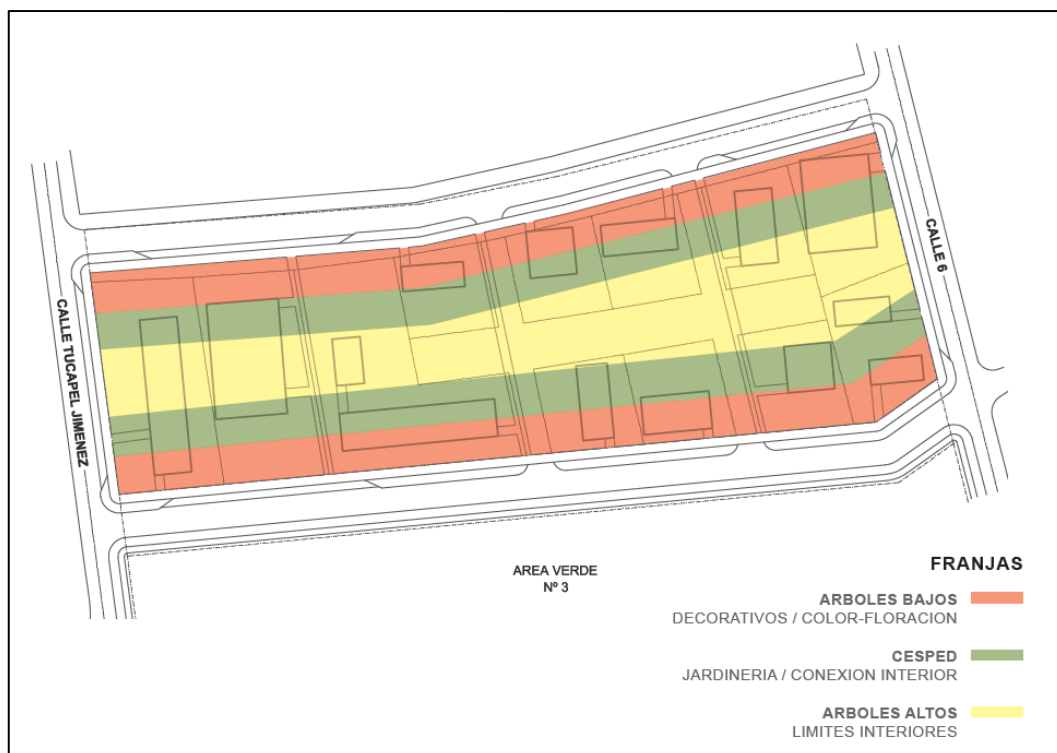 CALLE TUCAPEL JIMENEZ
CALLE 6
AREA VERDE
Nº 3
FRANJAS
ARBOLES BAJOS
DECORATIVOS / COLOR-FLORACION
CESPED
JARDINERIA / CONEXION INTERIOR
ARBOLES ALTOS
LIMITES INTERIORES